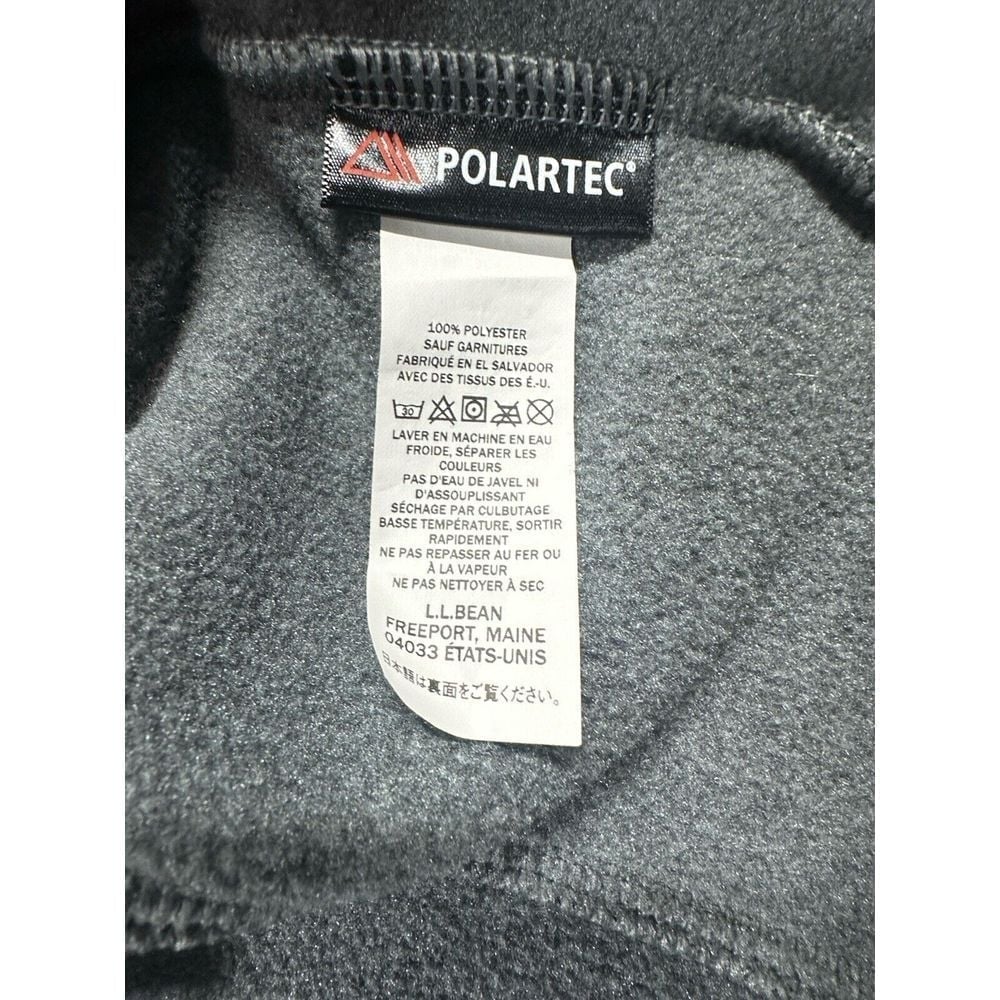 POLARTEC®
100% POLYESTER
SAUF GARNITURES
FABRIQUÉ EN EL SALVADOR
AVEC DES TISSUS DES É.-U.
30
LAVER EN MACHINE EN EAU
FROIDE, SÉPARER LES
COULEURS
PAS D'EAU DE JAVEL NI
D'ASSOUPLISSANT
SÉCHAGE PAR CULBUTAGE
BASSE TEMPÉRATURE, SORTIR
RAPIDEMENT
NE PAS REPASSER AU FER OU
À LA VAPEUR
NE PAS NETTOYER À SEC
L.L.BEAN
FREEPORT, MAINE
04033 ÉTATS-UNIS
日本語は裏面をご覧ください。